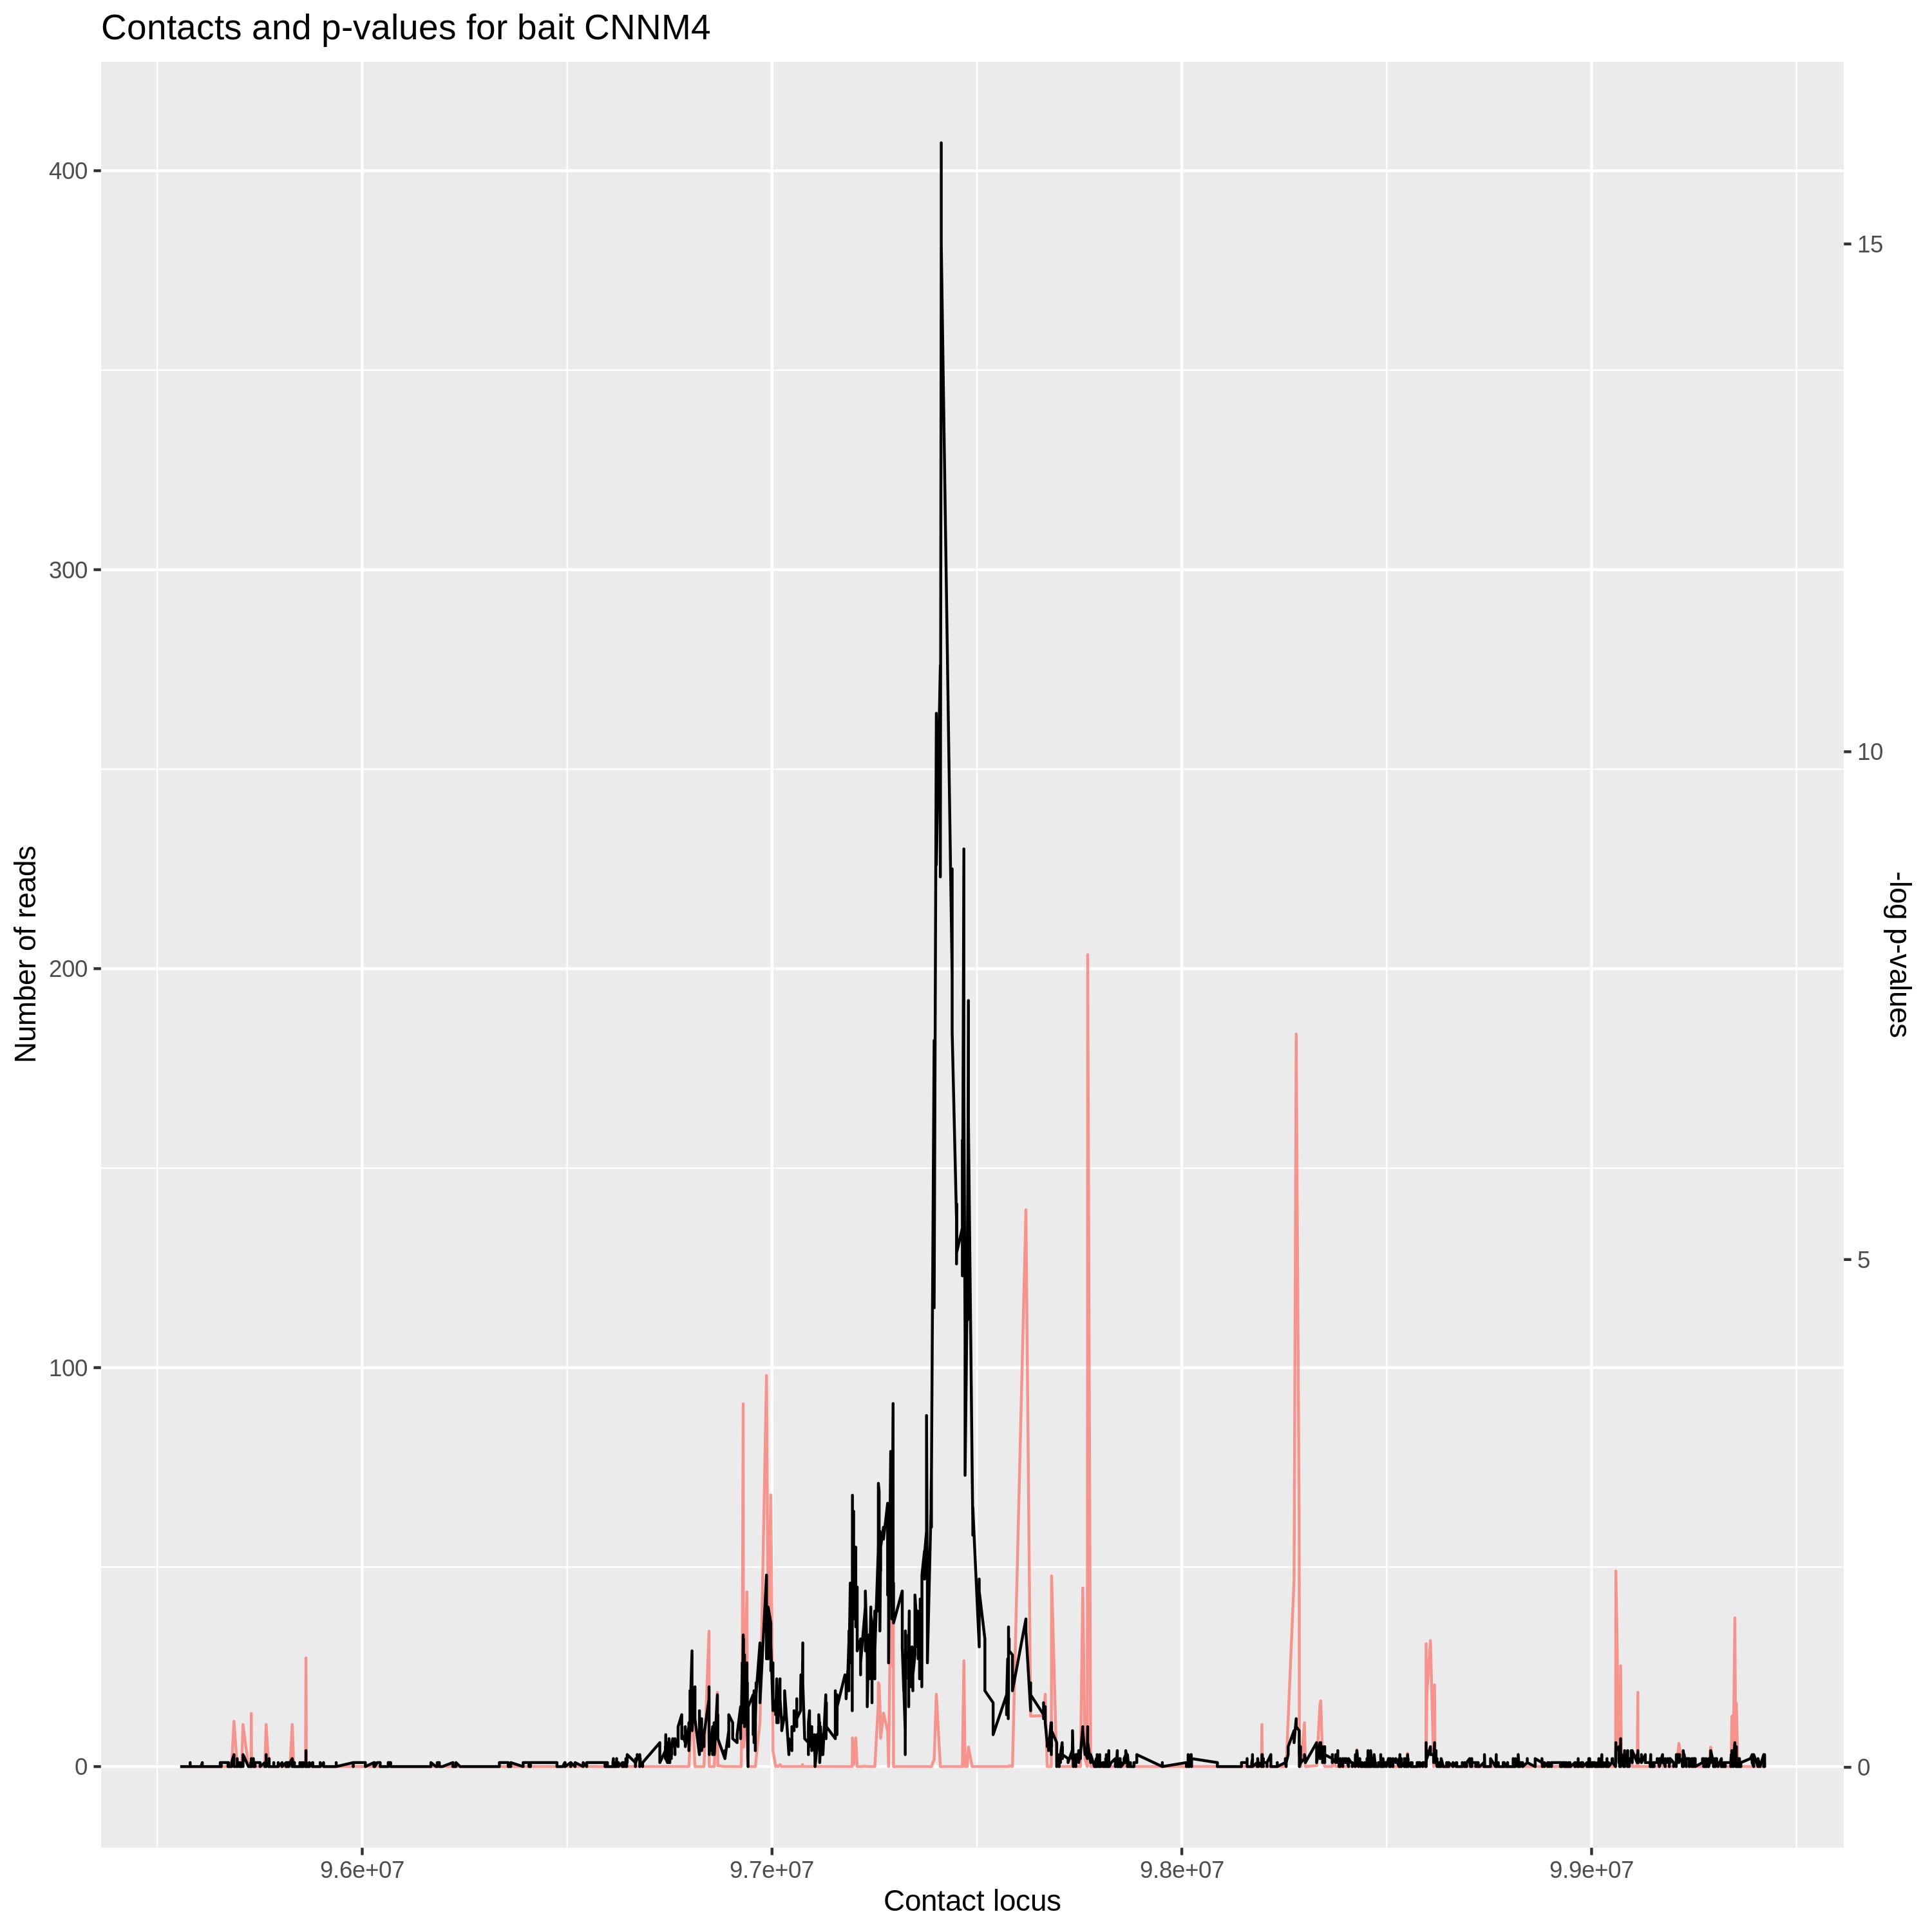 Contacts and p-values for bait CNNM4
400
300
200
100
0
Number of reads
15
10
5
0
-log p-values
9.6e+07
9.7e+07
9.8e+07
9.9e+07
Contact locus